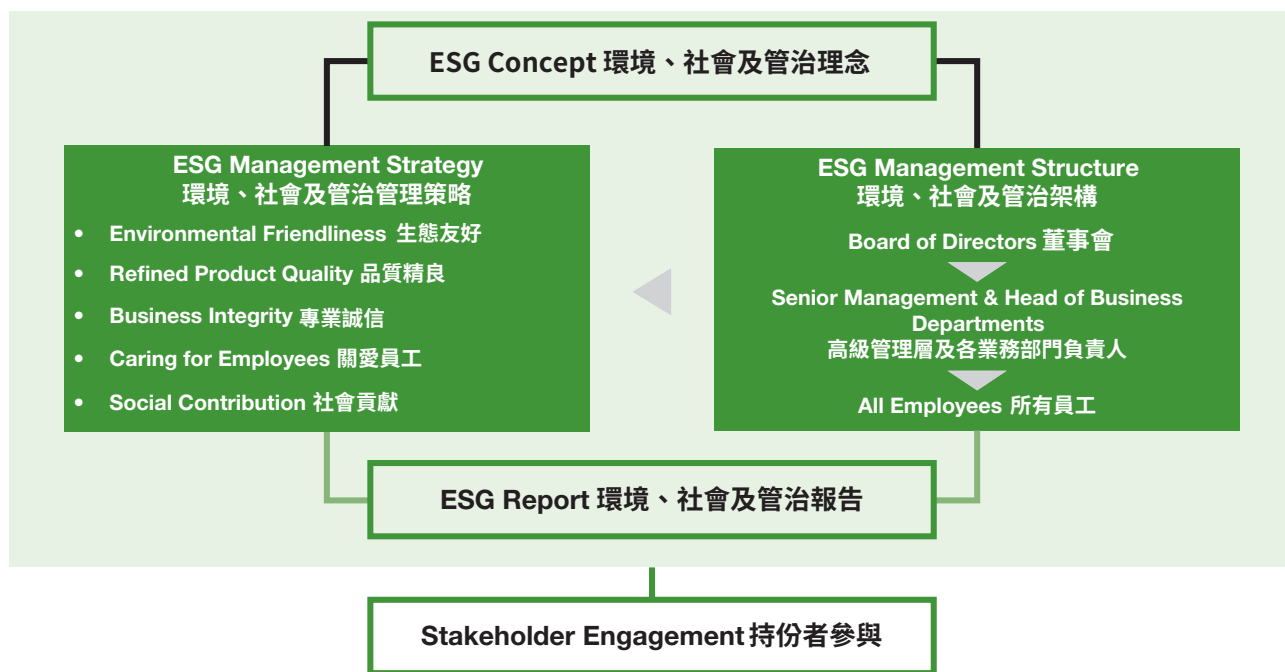 ESG Concept 環境、社會及管治理念
ESG Management Strategy
環境、社會及管治管理策略
• Environmental Friendliness 生態友好
• Refined Product Quality 品質精良
• Business Integrity 專業誠信
• Caring for Employees 關愛員工
• Social Contribution 社會貢獻
ESG Management Structure
環境、社會及管治架構
Board of Directors 董事會
Senior Management & Head of Business
Departments
高級管理層及各業務部門負責人
All Employees 所有員工
ESG Report 環境、社會及管治報告
Stakeholder Engagement 持份者參與